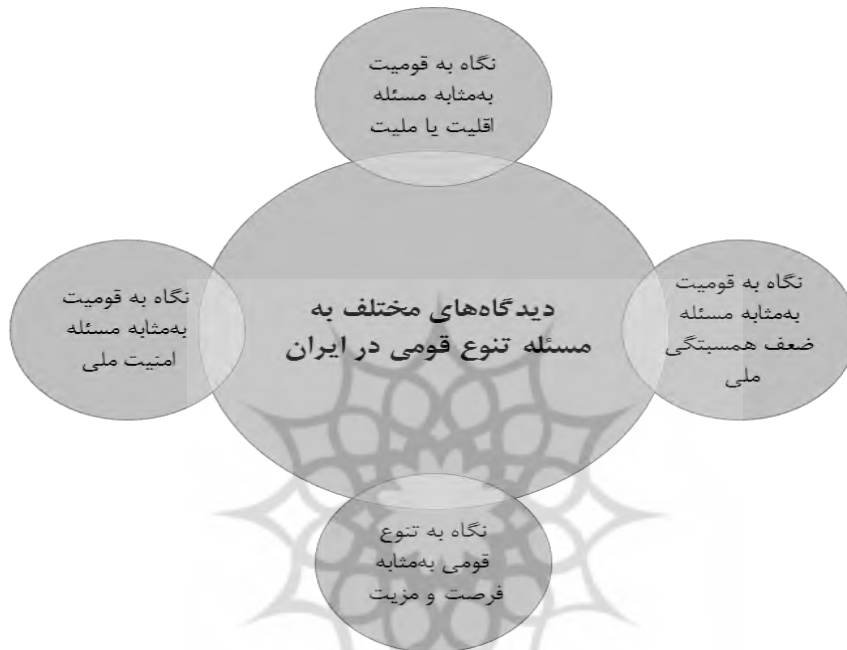 نگاه به قومیت
به‌مثابه مسئله
اقلیت یا ملیت
نگاه به قومیت
به‌مثابه مسئله
ضعف همسبتگی
ملی
دیدگاه‌های مختلف به
مسئله تنوع قومی در ایران
نگاه به قومیت
به‌مثابه مسئله
امنیت ملی
نگاه به تنوع
قومی به‌مثابه
فرصت و مزیت